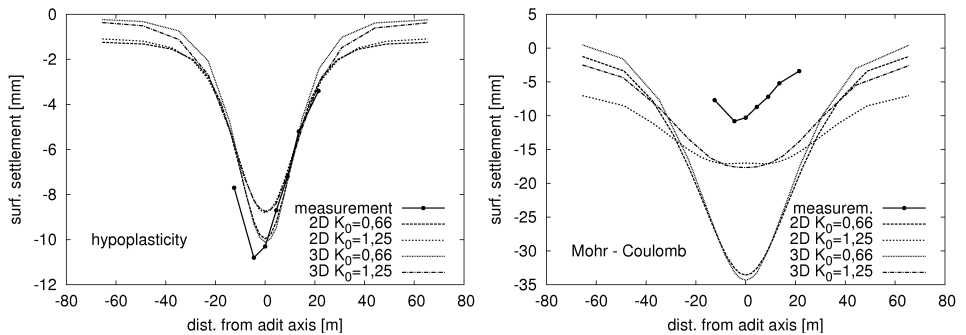 0
-2
-4
-6
-8
-10
-12
surf. settlement [mm]
hypoplasticity
measurement
2D K0=0,66
2D K0=1,25
3D K0=0,66
3D K0=1,25
-80 -60 -40 -20 0 20 40 60 80
dist. from adit axis [m]
5
0
-5
-10
-15
-20
-25
-30
-35
surf. settlement [mm]
Mohr - Coulomb
measurem.
2D K0=0,66
2D K0=1,25
3D K0=0,66
3D K0=1,25
-80 -60 -40 -20 0 20 40 60 80
dist. from adit axis [m]